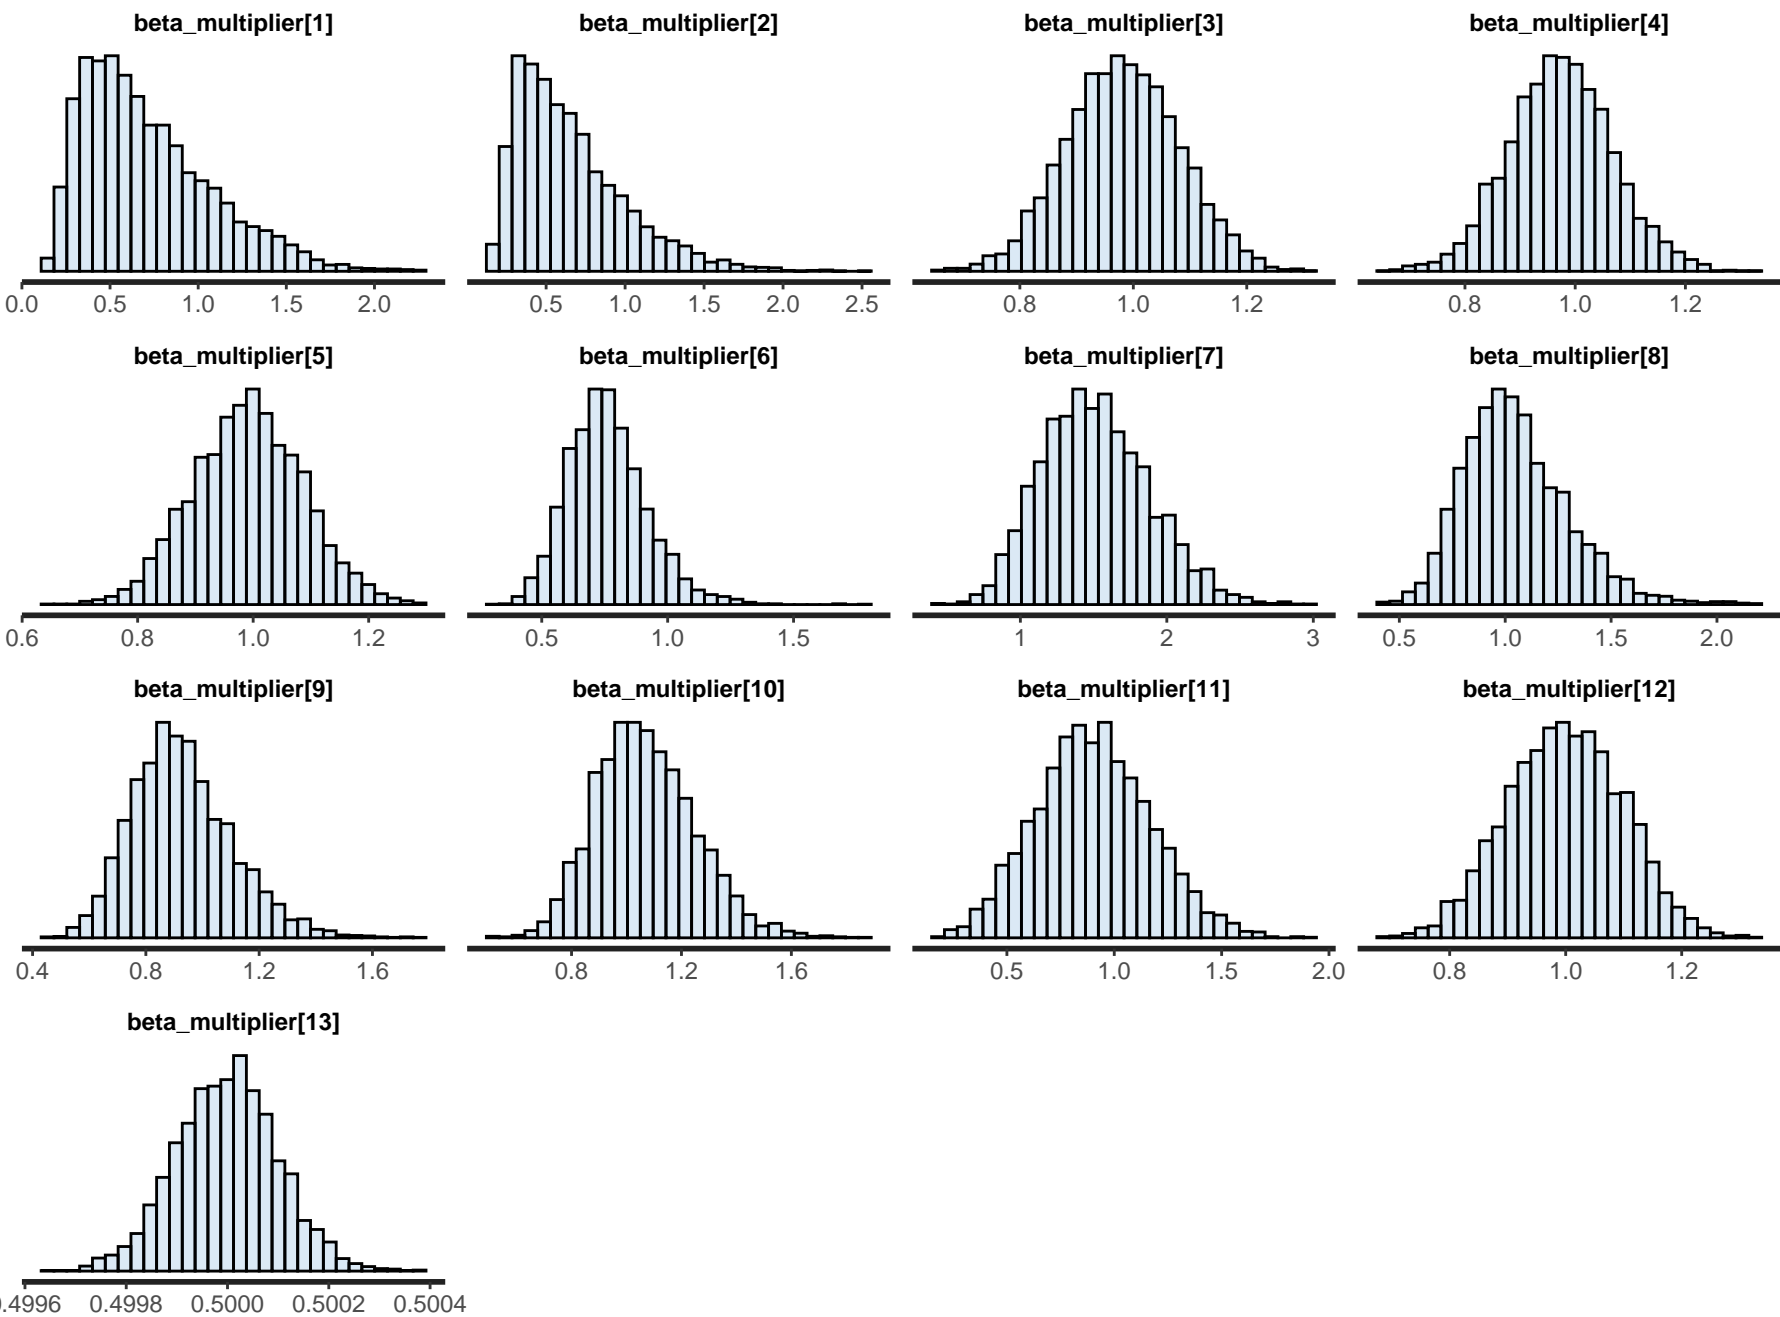 beta_multiplier[1] beta_multiplier[2] beta_multiplier[3] beta_multiplier[4]
0.0 0.5 1.0 1.5 2.0 0.5 1.0 1.5 2.0 2.5 0.8 1.0 1.2 0.8 1.0 1.2
beta_multiplier[5] beta_multiplier[6] beta_multiplier[7] beta_multiplier[8]
0.6 0.8 1.0 1.2 0.5 1.0 1.5 1 2 3 0.5 1.0 1.5 2.0
beta_multiplier[9] beta_multiplier[10] beta_multiplier[11] beta_multiplier[12]
0.4 0.8 1.2 1.6 0.8 1.2 1.6 0.5 1.0 1.5 2.0 0.8 1.0 1.2
beta_multiplier[13]
.4996 0.4998 0.5000 0.5002 0.5004